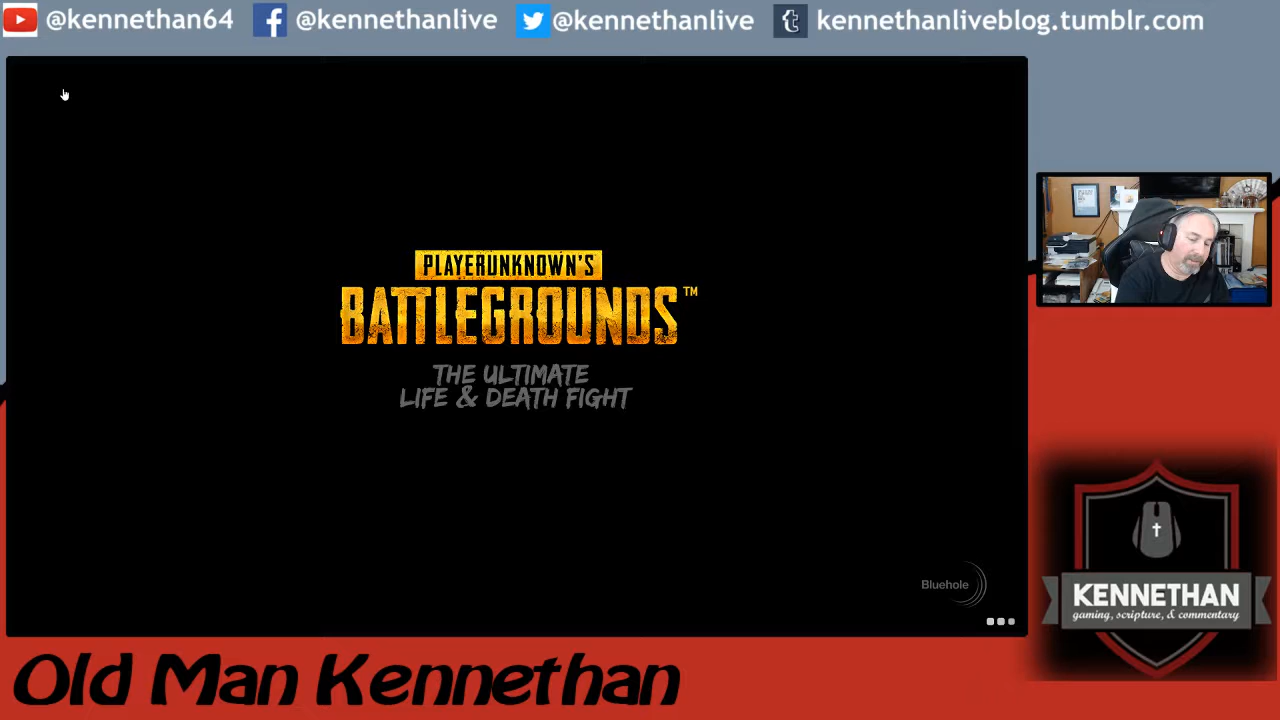 @kennethan64 @kennethanlive @kennethanlive kennethanliveblog.tumblr.com
PLAYERUNKNOWN'S
BATTLEGROUNDS™
THE ULTIMATE
LIFE & DEATH FIGHT
Bluehole
KENNETHAN
gaming, scripture, & commentary
Old Man Kennethan